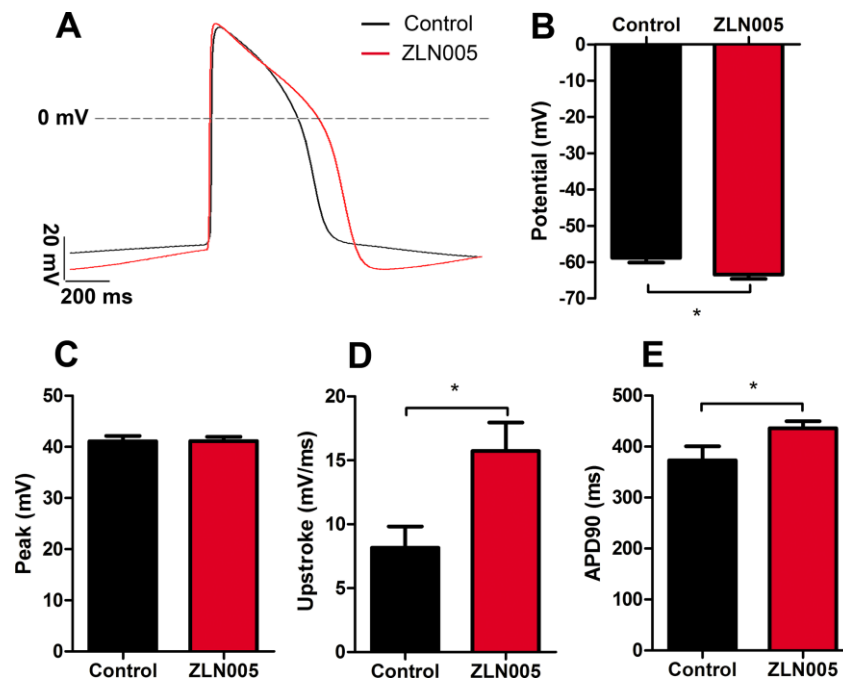 A
Control
ZLN005
0 mV
20 mV
200 ms
B
Control ZLN005
0
-10
-20
-30
-40
-50
-60
-70
Potential (mV)
*
C
50
40
30
20
10
0
Peak (mV)
Control ZLN005
D
20
15
10
5
0
Upstroke (mV/ms)
*
Control ZLN005
E
500
400
300
200
100
0
APD90 (ms)
*
Control ZLN005